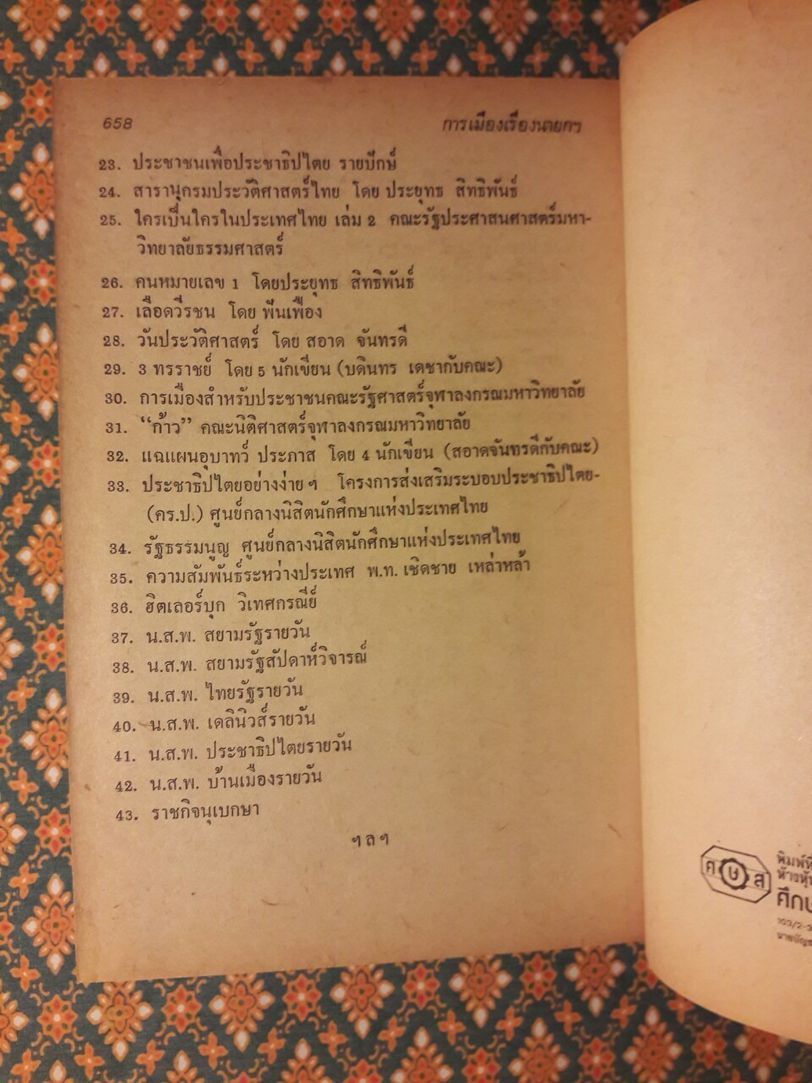 658
การเมืองเรื่องนายกฯ
23. ประชาชนเพื่อประชาธิปไตย รายปักษ์
24. สารานุกรมประวัติศาสตร์ไทย โดย ประยุทธ สิทธิพันธ์
25. ใครเป็นใครในประเทศไทย เล่ม 2 คณะรัฐประศาสนศาสตร์มหา-
วิทยาลัยธรรมศาสตร์
26. คนหมายเลข 1 โดยประยุทธ สิทธิพันธ์
27. เลือดวีรชน โดย ฟันเฟือง
28. วันประวัติศาสตร์ โดย สอาด จันทรดี
29. 3 ทรราชย์ โดย 5 นักเขียน (บดินทร เดชากับคณะ)
30. การเมืองสำหรับประชาชนคณะรัฐศาสตร์จุฬาลงกรณมหาวิทยาลัย
31. “ก้าว” คณะนิติศาสตร์จุฬาลงกรณมหาวิทยาลัย
32. แฉแผนอุบาทว์ ประภาส โดย 4 นักเขียน (สอาดจันทรดีกับคณะ)
33. ประชาธิปไตยอย่างง่าย ฯ โครงการส่งเสริมระบอบประชาธิปไตย-
(คร.ป.) ศูนย์กลางนิสิตนักศึกษาแห่งประเทศไทย
34. รัฐธรรมนูญ ศูนย์กลางนิสิตนักศึกษาแห่งประเทศไทย
35. ความสัมพันธ์ระหว่างประเทศ พ.ท. เชิดชาย เหล่าหล้า
36. ฮิตเลอร์บุก วิเทศกรณีย์
37. น.ส.พ. สยามรัฐรายวัน
38. น.ส.พ. สยามรัฐสัปดาห์วิจารณ์
39. น.ส.พ. ไทยรัฐรายวัน
40. น.ส.พ. เดลินิวส์รายวัน
41. น.ส.พ. ประชาธิปไตยรายวัน
42. น.ส.พ. บ้านเมืองรายวัน
43. ราชกิจนุเบกษา
ฯ ล ฯ
ศ ษ ส